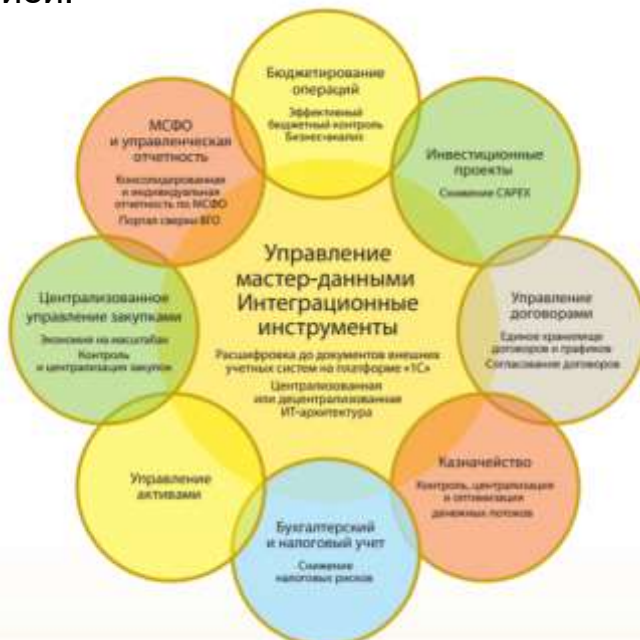 Бюджетирование
операций
Эффективный
бюджетный контроль
Бизнес-анализ
Инвестиционные
проекты
Снижение CAPEX
Управление
договорами
Единое хранилище
договоров и графиков
Согласование договоров
Казначейство
Контроль, централизация
и оптимизация
денежных потоков
Бухгалтерский
и налоговый учет
Снижение
налоговых рисков
Управление
активами
Централизованное
управление закупками
Экономия на масштабах
Контроль
и централизация закупок
МСФО
и управленческая
отчетность
Консолидированная
и индивидуальная
отчетность по МСФО
Портал сверки ВГО
Управление
мастер-данными
Интеграционные
инструменты
Расшифровка до документов внешних
учетных систем на платформе «1С»
Централизованная
или децентрализованная
ИТ-архитектура